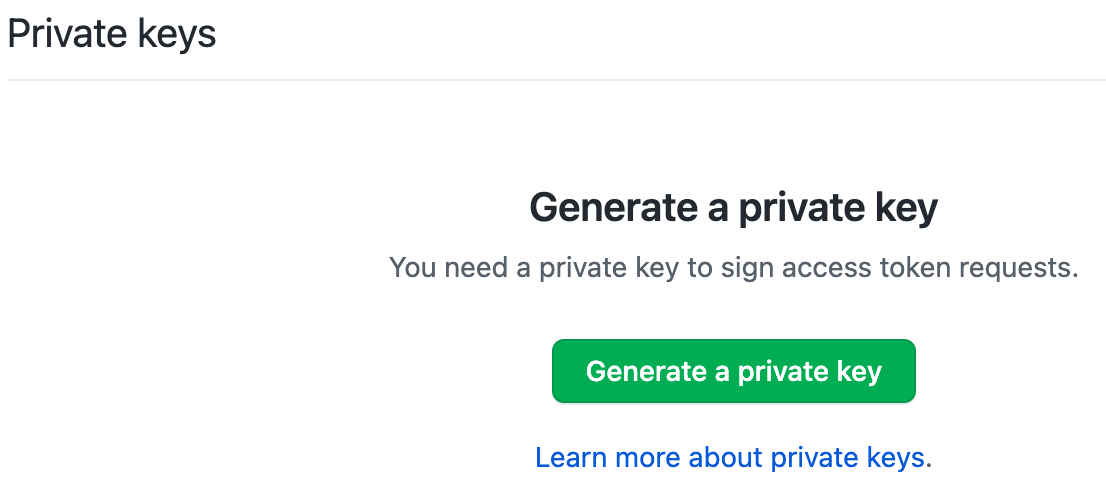 Private keys
Generate a private key
You need a private key to sign access token requests.
Generate a private key
Learn more about private keys.